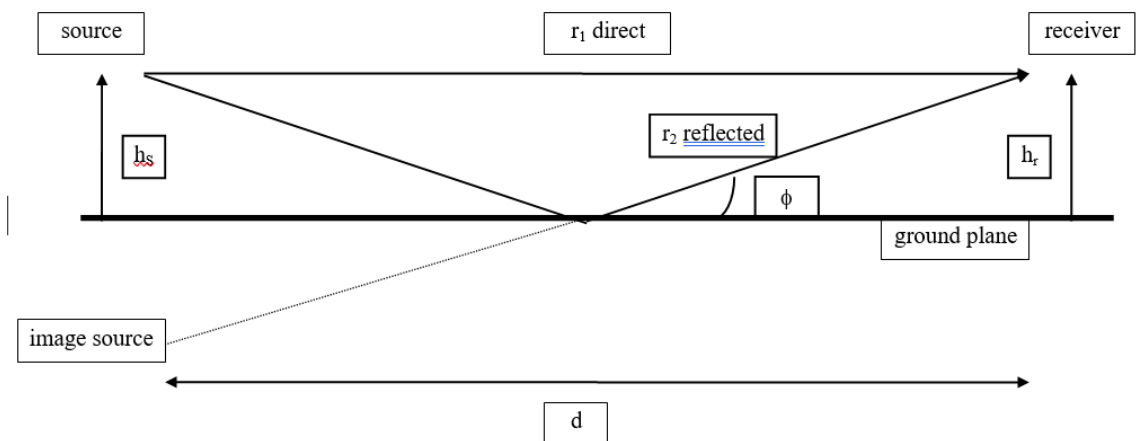 source
r₁ direct
receiver
r₂ reflected
hₛ
hᵣ
ϕ
ground plane
image source
d